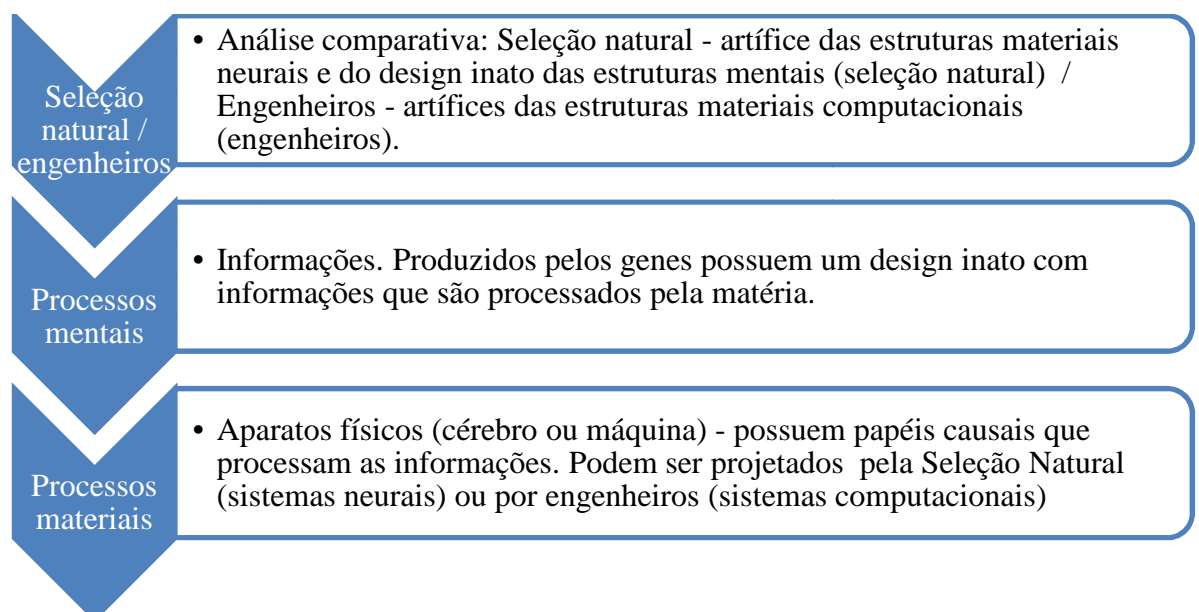 Seleção
natural /
engenheiros
• Análise comparativa: Seleção natural - artífice das estruturas materiais
neurais e do design inato das estruturas mentais (seleção natural) /
Engenheiros - artífices das estruturas materiais computacionais
(engenheiros).
Processos
mentais
• Informações. Produzidos pelos genes possuem um design inato com
informações que são processados pela matéria.
Processos
materiais
• Aparatos físicos (cérebro ou máquina) - possuem papéis causais que
processam as informações. Podem ser projetados pela Seleção Natural
(sistemas neurais) ou por engenheiros (sistemas computacionais)